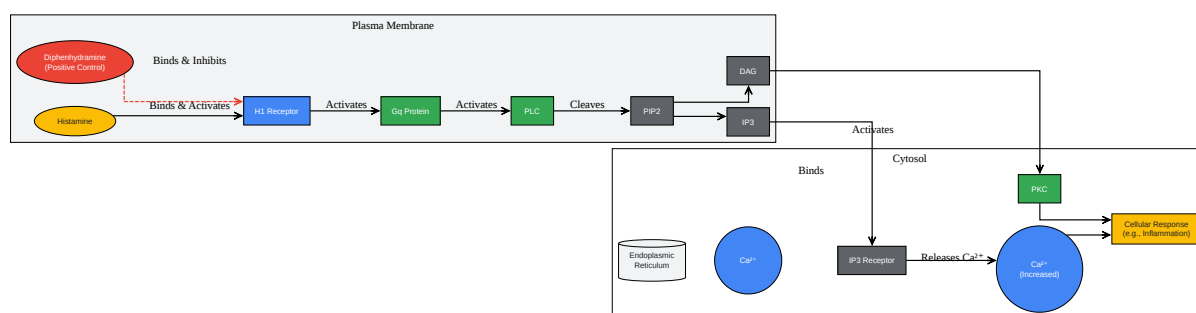 Plasma Membrane
Diphenhydramine
(Positive Control)
Binds & Inhibits
Histamine
Binds & Activates
H1 Receptor
Activates
Gq Protein
Activates
PLC
Cleaves
PIP2
DAG
IP3
Activates
Cytosol
Binds
PKC
Cellular Response
(e.g., Inflammation)
Endoplasmic
Reticulum
Ca²⁺
IP3 Receptor
Releases Ca²⁺
Ca²⁺
(Increased)